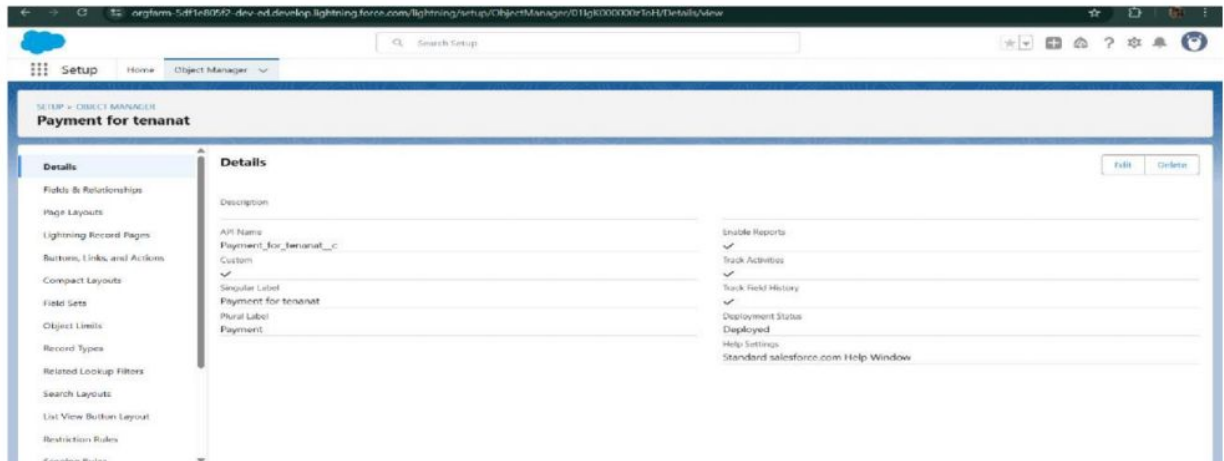 orgfarm-5df1e805f2-dev-ed.develop.lightning.force.com/lightning/setup/ObjectManager/01IgK000000rToH/Details/view
Search Setup
Setup Home Object Manager
SETUP > OBJECT MANAGER
Payment for tenanat
Details
Fields & Relationships
Page Layouts
Lightning Record Pages
Buttons, Links, and Actions
Compact Layouts
Field Sets
Object Limits
Record Types
Related Lookup Filters
Search Layouts
List View Button Layout
Restriction Rules
Scoping Rules
Details
Edit Delete
Description
API Name
Payment_for_tenanat__c
Custom
✓
Singular Label
Payment for tenanat
Plural Label
Payment
Enable Reports
✓
Track Activities
✓
Track Field History
✓
Deployment Status
Deployed
Help Settings
Standard salesforce.com Help Window